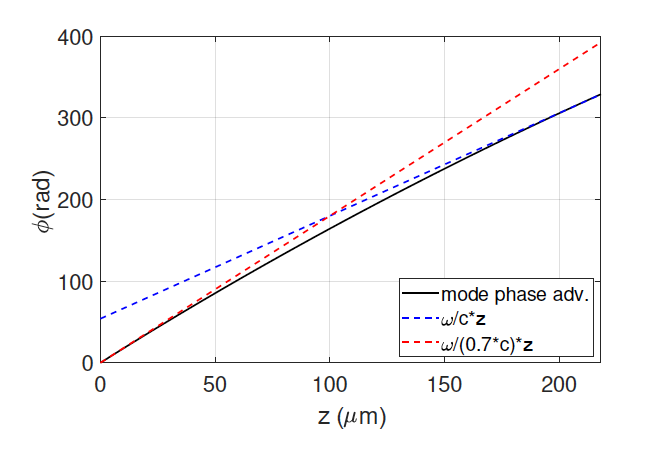 400
300
200
100
0
ϕ(rad)
0
50
100
150
200
z (μm)
mode phase adv.
ω/c*z
ω/(0.7*c)*z